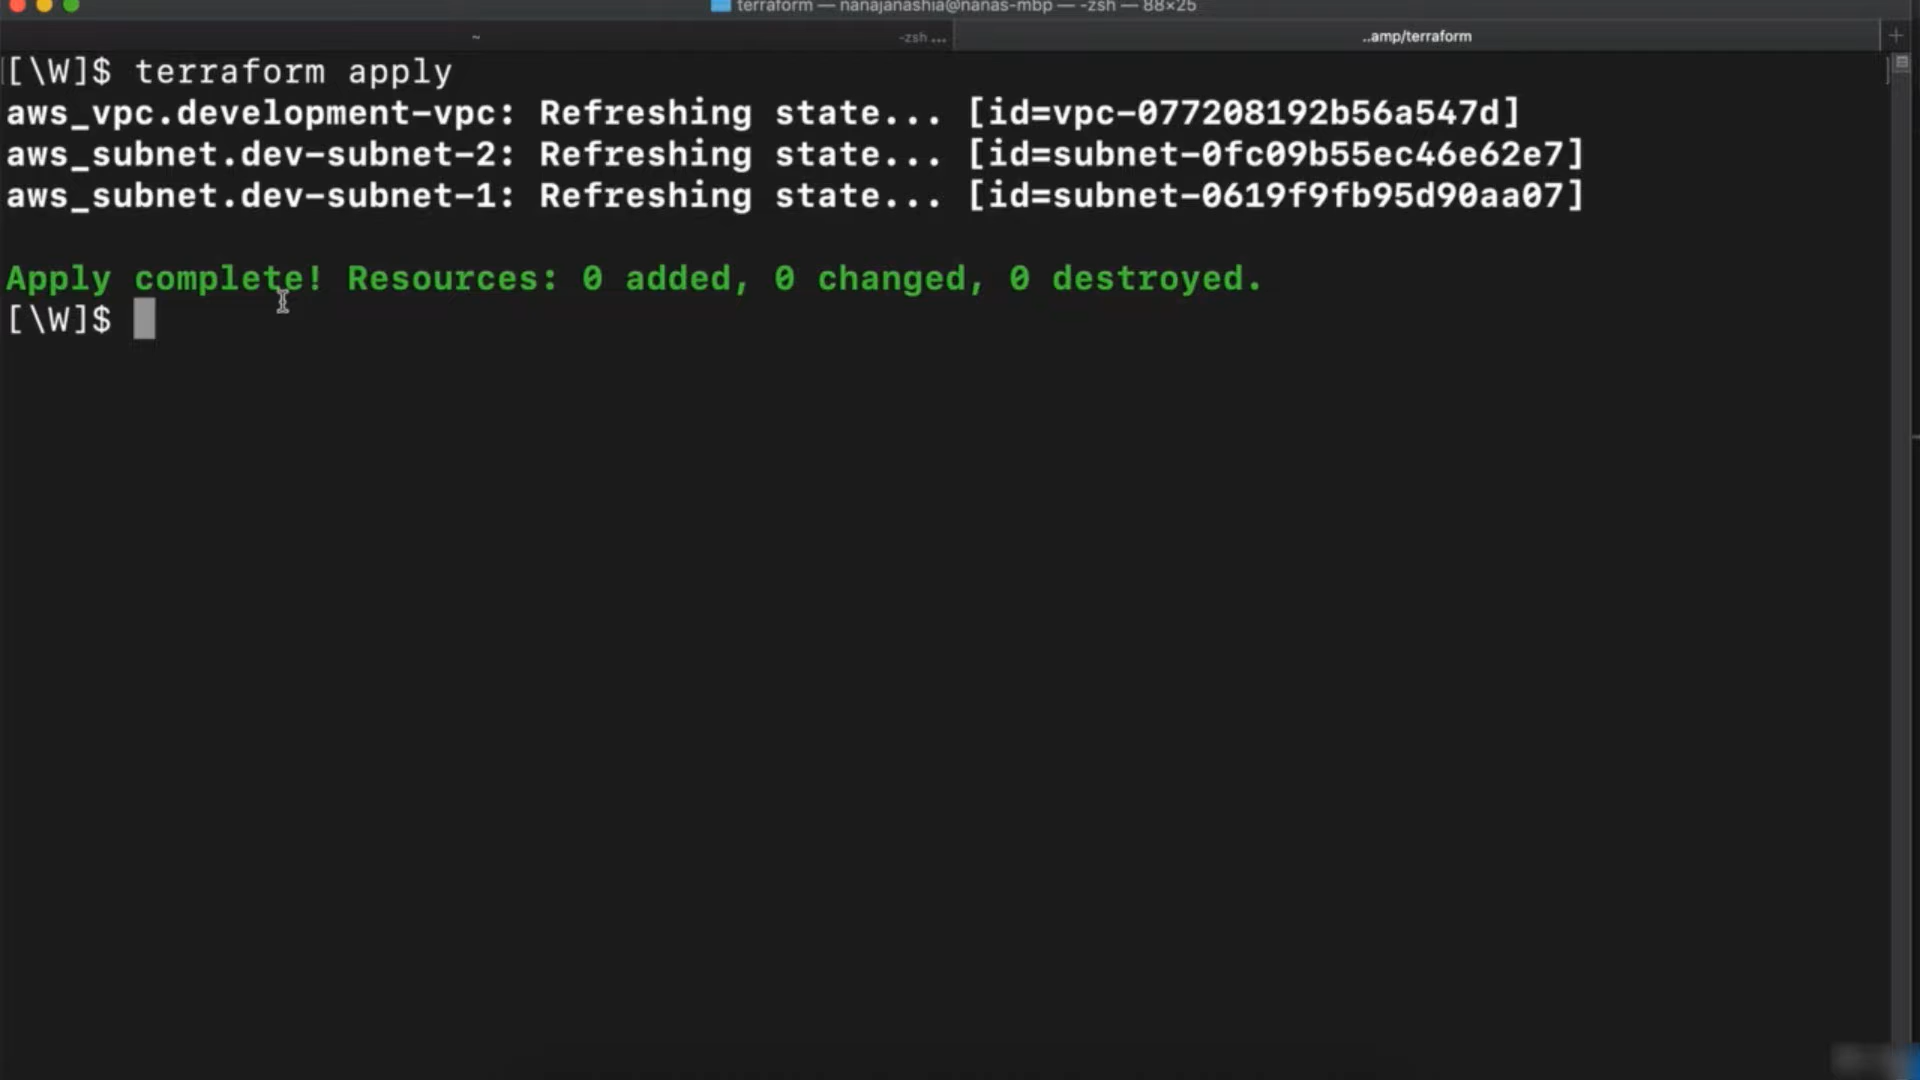 terraform — nanajanashia@nanas-mbp — -zsh — 88×25
~ -zsh ... ..amp/terraform +
[\W]$ terraform apply
aws_vpc.development-vpc: Refreshing state... [id=vpc-077208192b56a547d]
aws_subnet.dev-subnet-2: Refreshing state... [id=subnet-0fc09b55ec46e62e7]
aws_subnet.dev-subnet-1: Refreshing state... [id=subnet-0619f9fb95d90aa07]
Apply complete! Resources: 0 added, 0 changed, 0 destroyed.
[\W]$